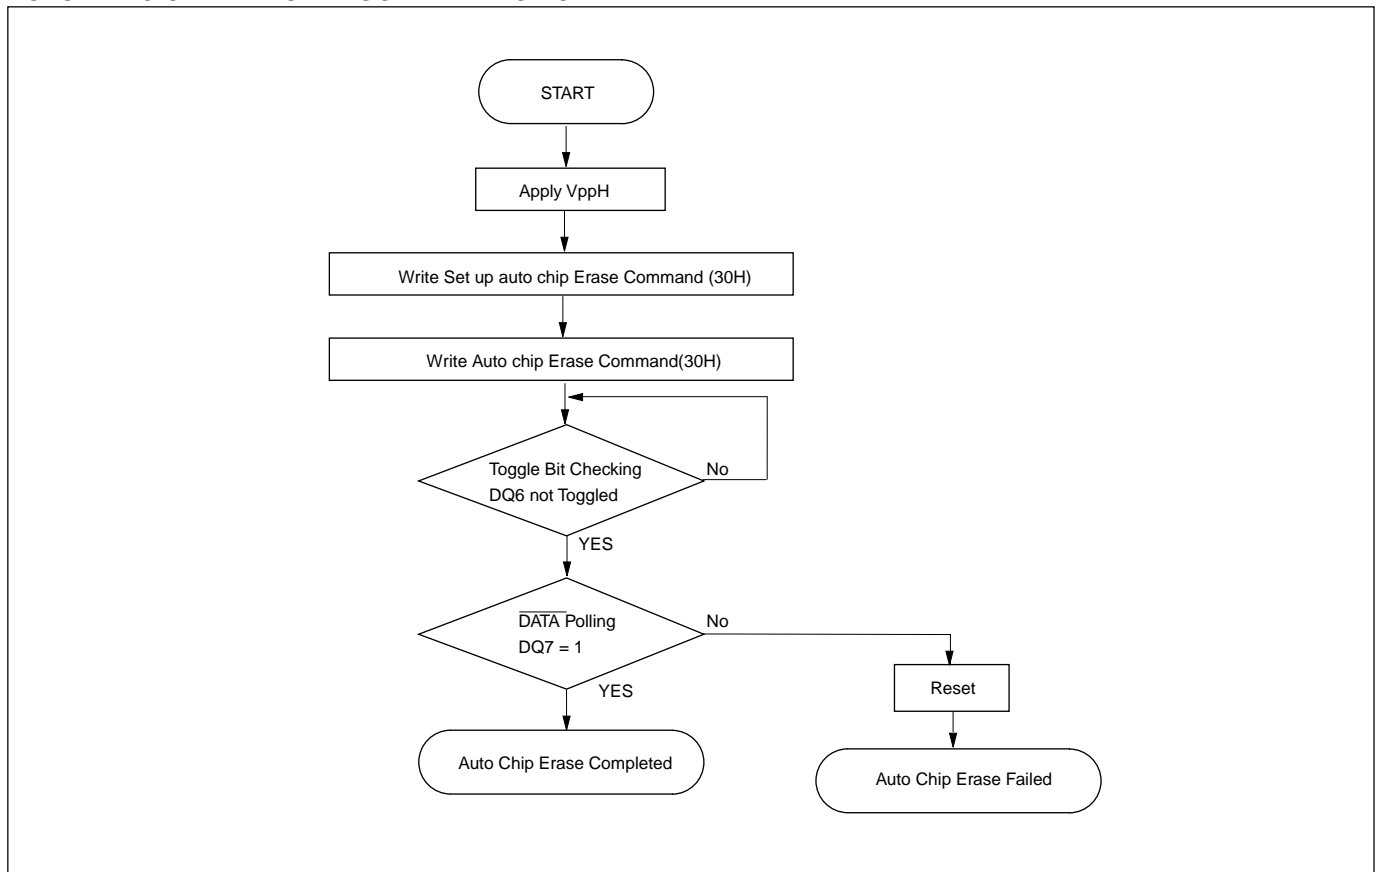 START
Apply VppH
Write Set up auto chip Erase Command (30H)
Write Auto chip Erase Command(30H)
Toggle Bit Checking
DQ6 not Toggled
No
YES
DATA Polling
DQ7 = 1
No
YES
Reset
Auto Chip Erase Completed
Auto Chip Erase Failed